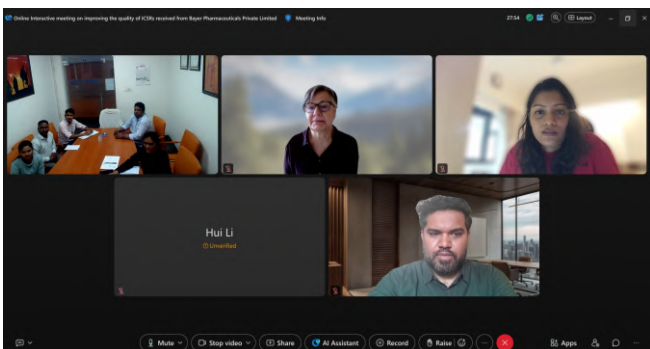 Online Interactive meeting on improving the quality of ICSRs received from Bayer Pharmaceuticals Private Limited Meeting Info
27:54 Layout
Hui Li
Unverified
Mute Stop video Share AI Assistant Record Raise Apps